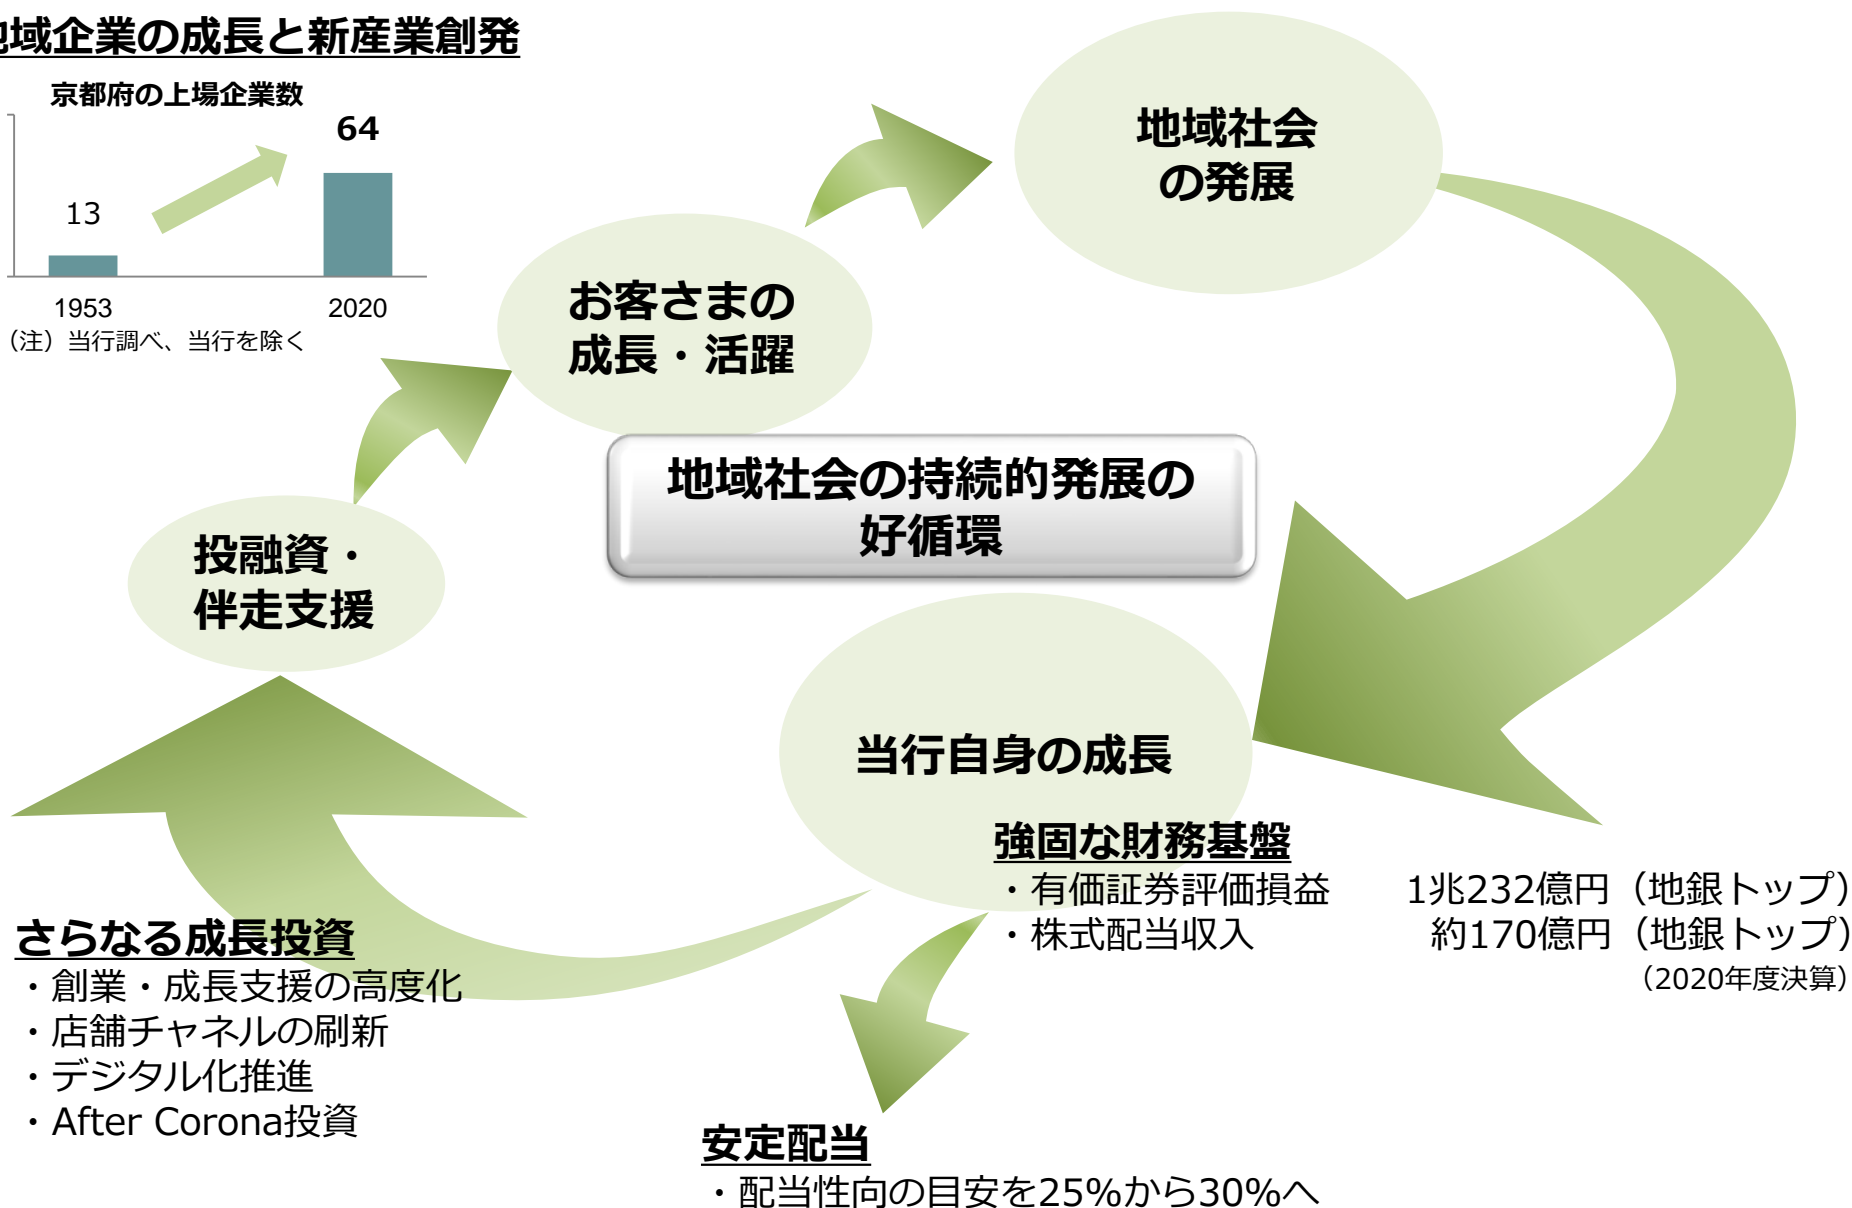 域企業の成長と新産業創発
京都府の上場企業数
64
13
1953
2020
（注）当行調べ、当行を除く
地域社会
の発展
お客さまの
成長・活躍
地域社会の持続的発展の
好循環
投融資・
伴走支援
当行自身の成長
強固な財務基盤
・有価証券評価損益 1兆232億円（地銀トップ）
・株式配当収入 約170億円（地銀トップ）
（2020年度決算）
さらなる成長投資
・創業・成長支援の高度化
・店舗チャネルの刷新
・デジタル化推進
・After Corona投資
安定配当
・配当性向の目安を25%から30%へ